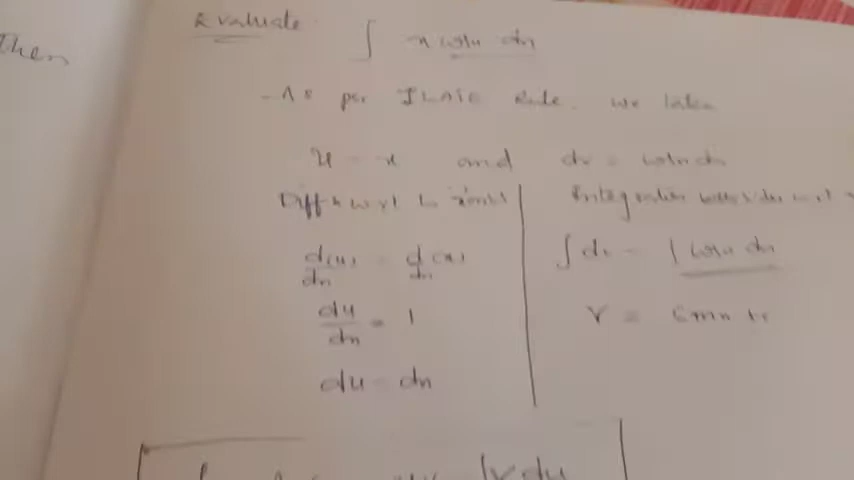 Then
Evaluate ∫ x cosx dx
As per ILATE Rule. we take
u = x and dv = cosx dx
Diff w.r.t
Integration w.r.t
d(u)/dx = d/dx (x)
∫ dv = ∫ cosx dx
du/dx = 1
v = sinx + c
du = dx
∫ v du